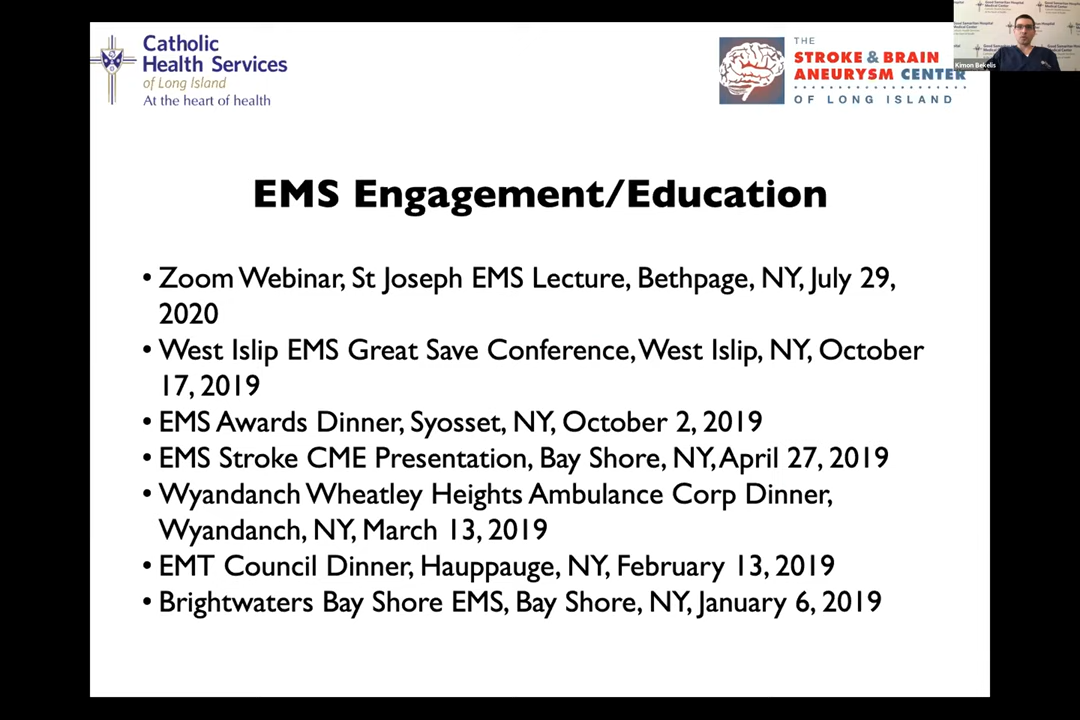 Catholic
Health Services
of Long Island
At the heart of health
THE
STROKE & BRAIN
ANEURYSM CENTER
OF LONG ISLAND
Kimon Bekelis
EMS Engagement/Education
• Zoom Webinar, St Joseph EMS Lecture, Bethpage, NY, July 29,
2020
• West Islip EMS Great Save Conference, West Islip, NY, October
17, 2019
• EMS Awards Dinner, Syosset, NY, October 2, 2019
• EMS Stroke CME Presentation, Bay Shore, NY, April 27, 2019
• Wyandanch Wheatley Heights Ambulance Corp Dinner,
Wyandanch, NY, March 13, 2019
• EMT Council Dinner, Hauppauge, NY, February 13, 2019
• Brightwaters Bay Shore EMS, Bay Shore, NY, January 6, 2019